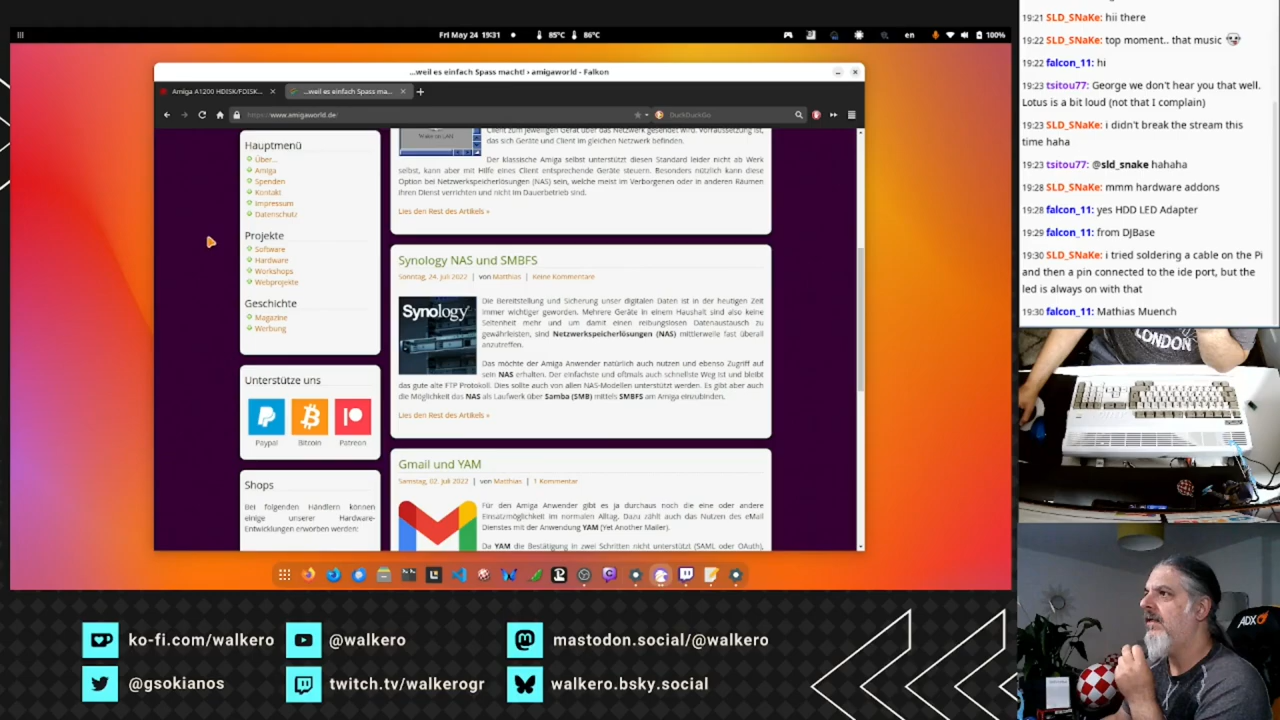 Fri May 24 19:31
85°C 86°C
en
100%
...weil es einfach Spass macht! › amigaworld - Falkon
Amiga A1200 HDISK/FDISK...
...weil es einfach Spass ma...
https://www.amigaworld.de/
DuckDuckGo
Hauptmenü
Über...
Amiga
Spenden
Kontakt
Impressum
Datenschutz
Projekte
Software
Hardware
Workshops
Webprojekte
Geschichte
Magazine
Werbung
Unterstütze uns
Paypal
Bitcoin
Patreon
Shops
Bei folgenden Händlern können
einige unserer Hardware-
Entwicklungen erworben werden:
Client zum jeweiligen Gerät über das Netzwerk gesendet wird. Voraussetzung ist,
das sich Geräte und Client im gleichen Netzwerk befinden.
Der klassische Amiga selbst unterstützt diesen Standard leider nicht ab Werk
selbst, kann aber mit Hilfe eines Client entsprechende Geräte steuern. Besonders nützlich kann diese
Option bei Netzwerkspeicherlösungen (NAS) sein, welche meist im Verborgenen oder in anderen Räumen
ihren Dienst verrichten und nicht im Dauerbetrieb sind.
Lies den Rest des Artikels »
Synology NAS und SMBFS
Sonntag, 24. Juli 2022 | von Matthias | Keine Kommentare
Synology
Die Bereitstellung und Sicherung unser digitalen Daten ist in der heutigen Zeit
immer wichtiger geworden. Mehrere Geräte in einem Haushalt sind also keine
Seltenheit mehr und um damit einen reibungslosen Datenaustausch zu
gewährleisten, sind Netzwerkspeicherlösungen (NAS) mittlerweile fast überall
anzutreffen.
Das möchte der Amiga Anwender natürlich auch nutzen und ebenso Zugriff auf
sein NAS erhalten. Der einfachste und oftmals auch schnellste Weg ist und bleibt
das gute alte FTP Protokoll. Dies sollte auch von allen NAS-Modellen unterstützt werden. Es gibt aber auch
die Möglichkeit das NAS als Laufwerk über Samba (SMB) mittels SMBFS am Amiga einzubinden.
Lies den Rest des Artikels »
Gmail und YAM
Samstag, 02. Juli 2022 | von Matthias | 1 Kommentar
Für den Amiga Anwender gibt es ja durchaus noch die eine oder andere
Einsatzmöglichkeit im normalen Alltag. Dazu zählt auch das Nutzen des eMail
Dienstes mit der Anwendung YAM (Yet Another Mailer).
Da YAM die Bestätigung in zwei Schritten nicht unterstützt (SAML oder OAuth),
19:21 SLD_SNaKe: hii there
19:22 SLD_SNaKe: top moment.. that music
19:22 falcon_11: hi
19:23 tsitou77: George we don't hear you that well.
Lotus is a bit loud (not that I complain)
19:23 SLD_SNaKe: i didn't break the stream this
time haha
19:23 tsitou77: @sld_snake hahaha
19:28 SLD_SNaKe: mmm hardware addons
19:28 falcon_11: yes HDD LED Adapter
19:29 falcon_11: from DJBase
19:30 SLD_SNaKe: i tried soldering a cable on the Pi
and then a pin connected to the ide port, but the
led is always on with that
19:30 falcon_11: Mathias Muench
LONDON
ADX
ko-fi.com/walkero
@walkero
mastodon.social/@walkero
@gsokianos
twitch.tv/walkerogr
walkero.bsky.social